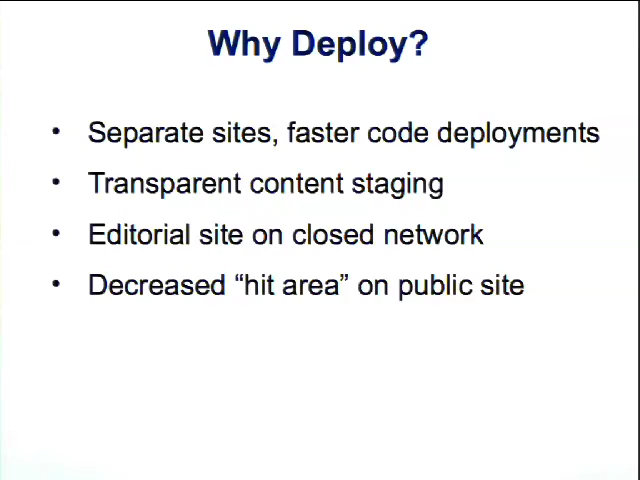 Why Deploy?
• Separate sites, faster code deployments
• Transparent content staging
• Editorial site on closed network
• Decreased “hit area” on public site